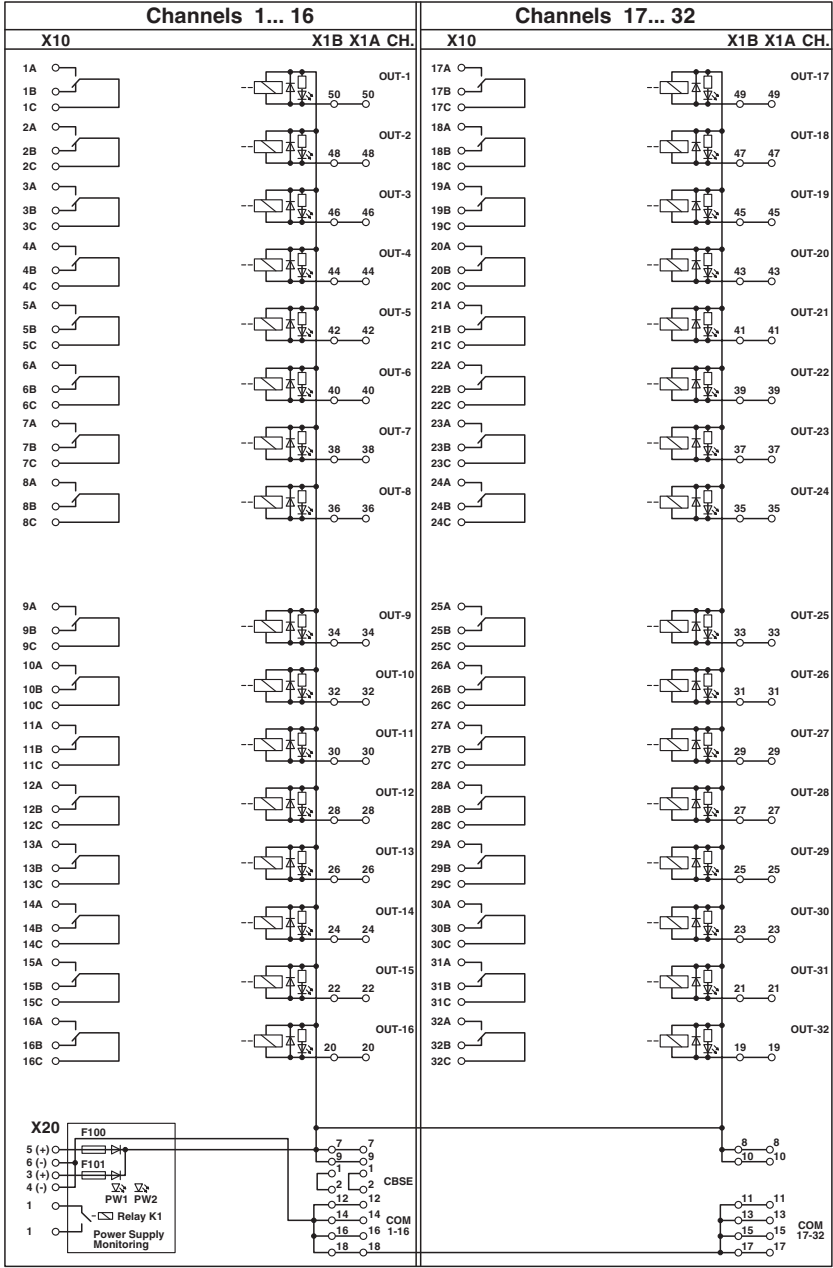 Channels 1... 16
Channels 17... 32
X10 X1B X1A CH.
X10 X1B X1A CH.
1A
OUT-1
1B
50 50
1C
2A
OUT-2
2B
48 48
2C
3A
OUT-3
3B
46 46
3C
4A
OUT-4
4B
44 44
4C
5A
OUT-5
5B
42 42
5C
6A
OUT-6
6B
40 40
6C
7A
OUT-7
7B
38 38
7C
8A
OUT-8
8B
36 36
8C
9A
OUT-9
9B
34 34
9C
10A
OUT-10
10B
32 32
10C
11A
OUT-11
11B
30 30
11C
12A
OUT-12
12B
28 28
12C
13A
OUT-13
13B
26 26
13C
14A
OUT-14
14B
24 24
14C
15A
OUT-15
15B
22 22
15C
16A
OUT-16
16B
20 20
16C
17A
OUT-17
17B
49 49
17C
18A
OUT-18
18B
47 47
18C
19A
OUT-19
19B
45 45
19C
20A
OUT-20
20B
43 43
20C
21A
OUT-21
21B
41 41
21C
22A
OUT-22
22B
39 39
22C
23A
OUT-23
23B
37 37
23C
24A
OUT-24
24B
35 35
24C
25A
OUT-25
25B
33 33
25C
26A
OUT-26
26B
31 31
26C
27A
OUT-27
27B
29 29
27C
28A
OUT-28
28B
27 27
28C
29A
OUT-29
29B
25 25
29C
30A
OUT-30
30B
23 23
30C
31A
OUT-31
31B
21 21
31C
32A
OUT-32
32B
19 19
32C
X20
F100
5 (+)
6 (-)
F101
3 (+)
4 (-)
PW1 PW2
1
Relay K1
1
Power Supply
Monitoring
7 7
9 9
1 1
CBSE
2 2
12 12
14 14
COM
1-16
16 16
18 18
8 8
10 10
11 11
13 13
COM
17-32
15 15
17 17